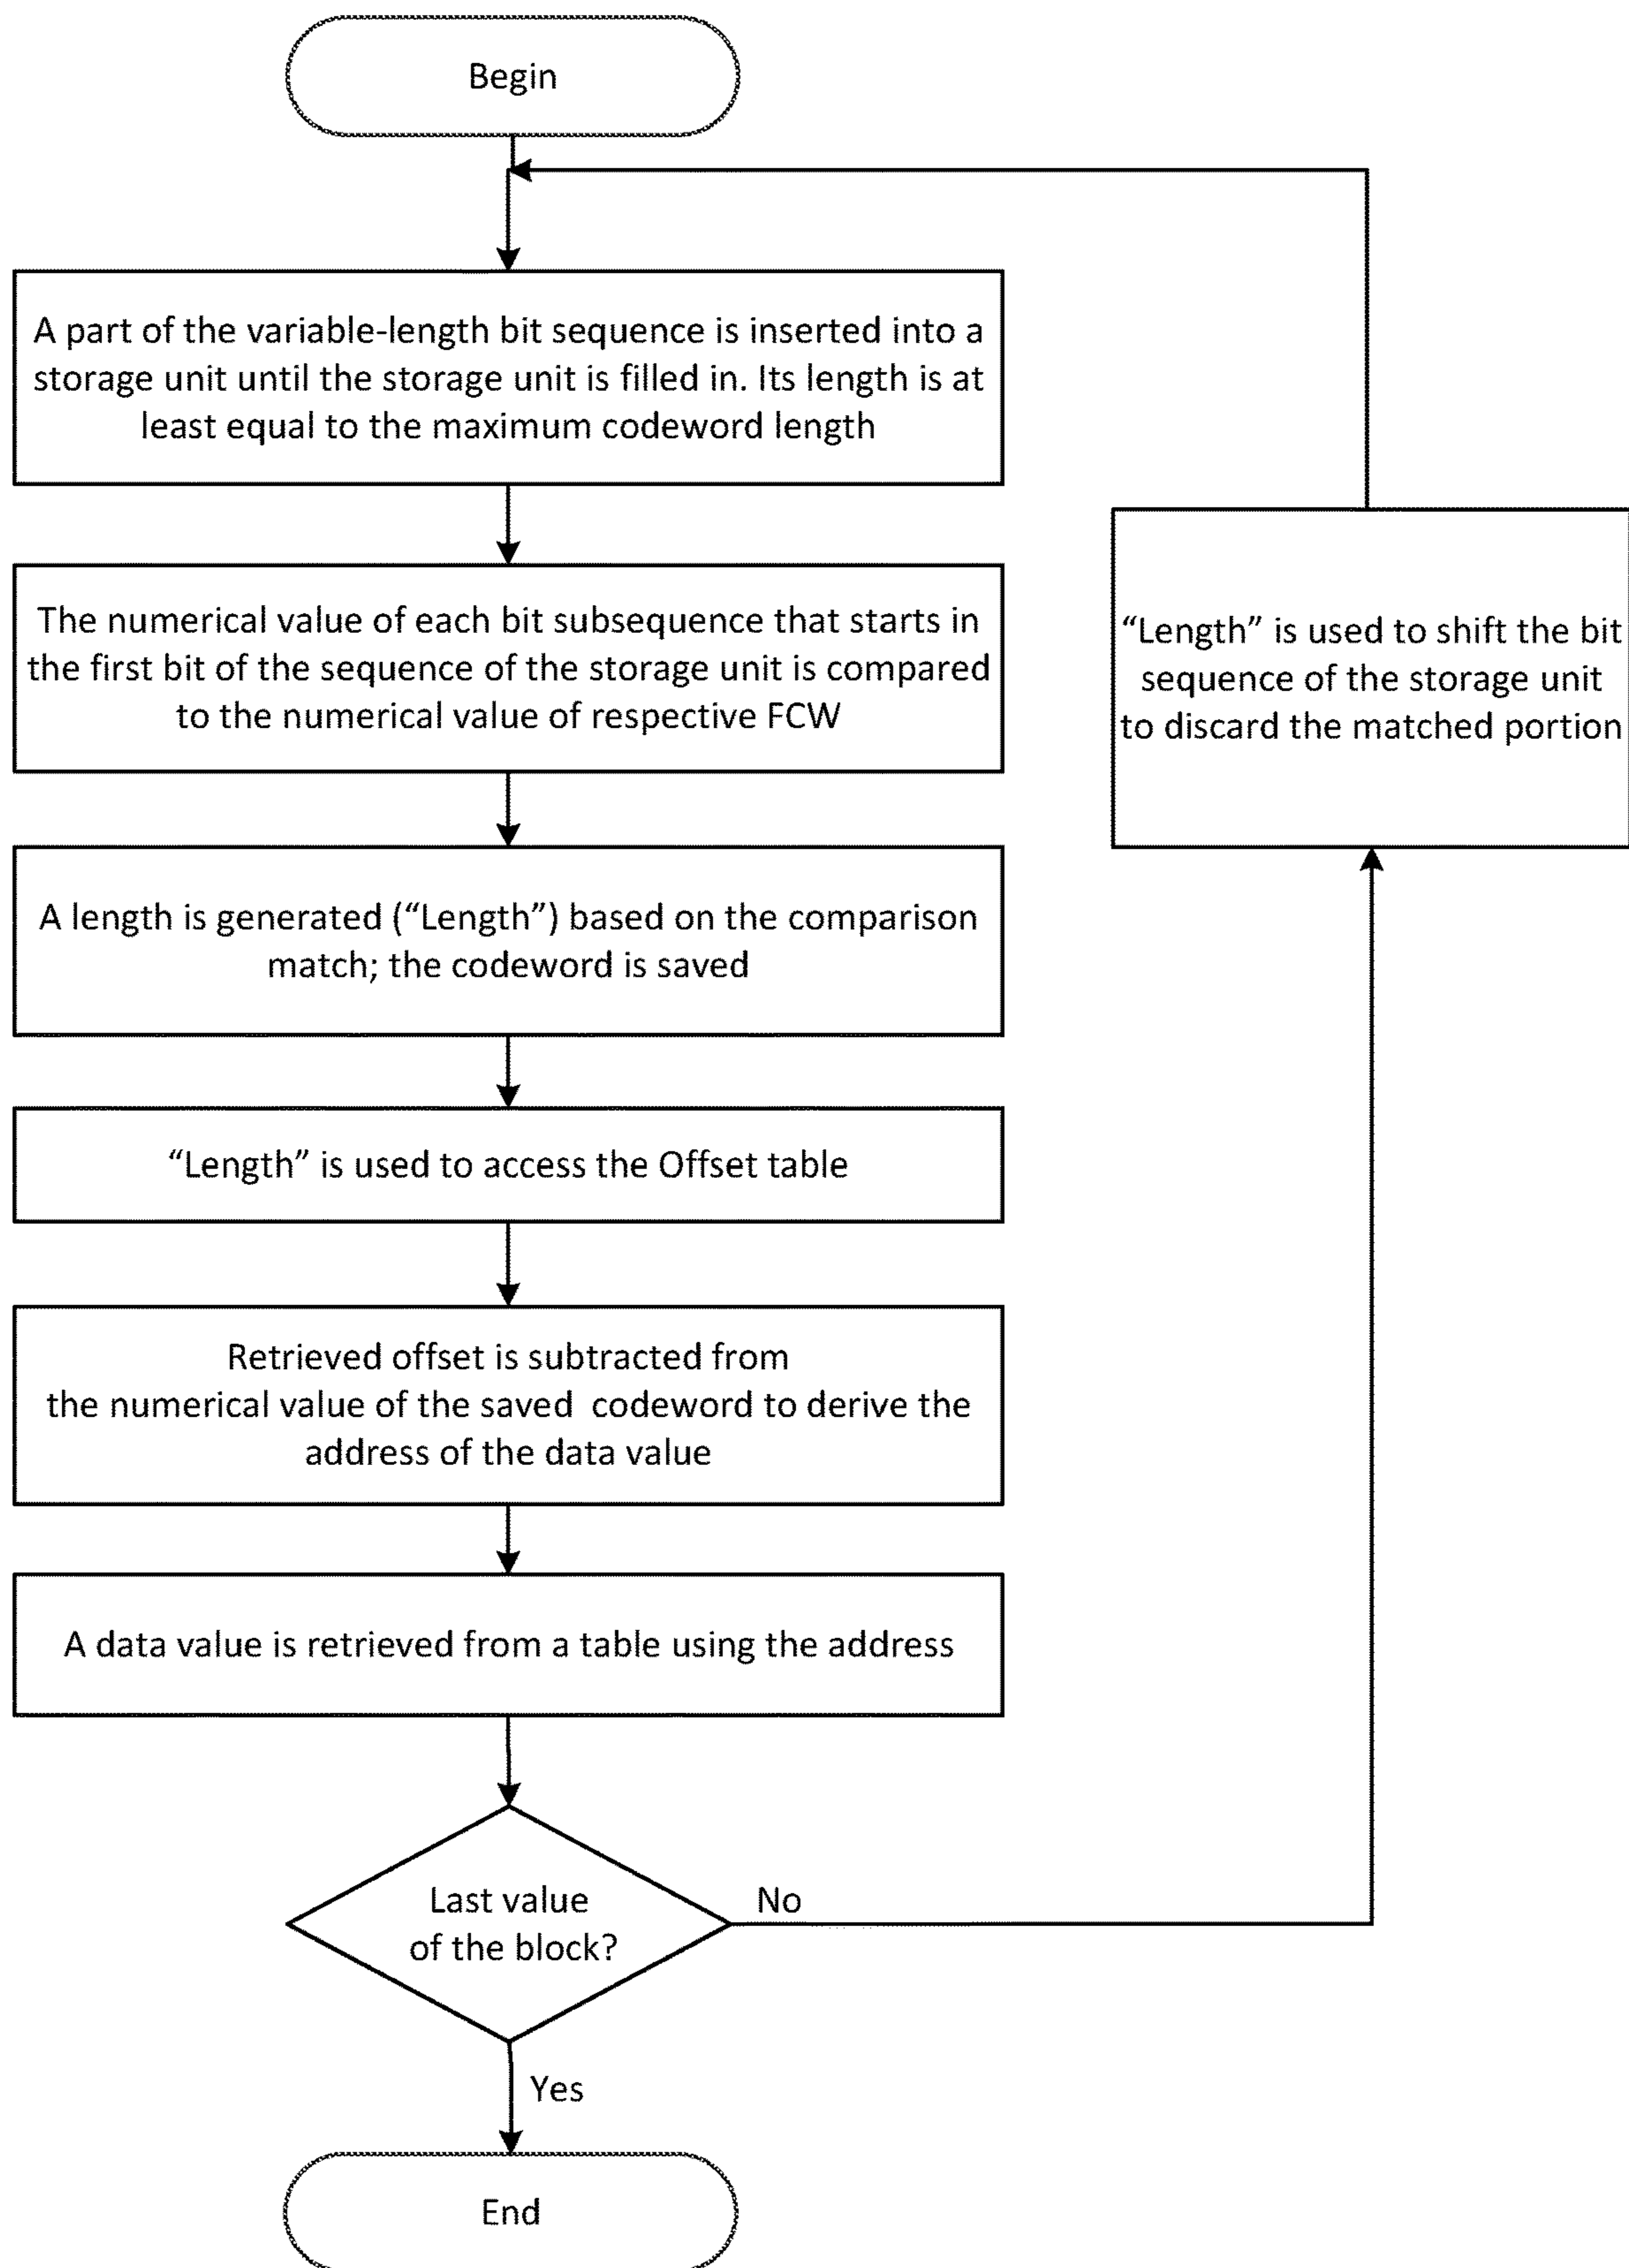 Begin
A part of the variable-length bit sequence is inserted into a
storage unit until the storage unit is filled in. Its length is at
least equal to the maximum codeword length
The numerical value of each bit subsequence that starts in
the first bit of the sequence of the storage unit is compared
to the numerical value of respective FCW
“Length” is used to shift the bit
sequence of the storage unit
to discard the matched portion
A length is generated (“Length”) based on the comparison
match; the codeword is saved
“Length” is used to access the Offset table
Retrieved offset is subtracted from
the numerical value of the saved codeword to derive the
address of the data value
A data value is retrieved from a table using the address
Last value
of the block?
No
Yes
End